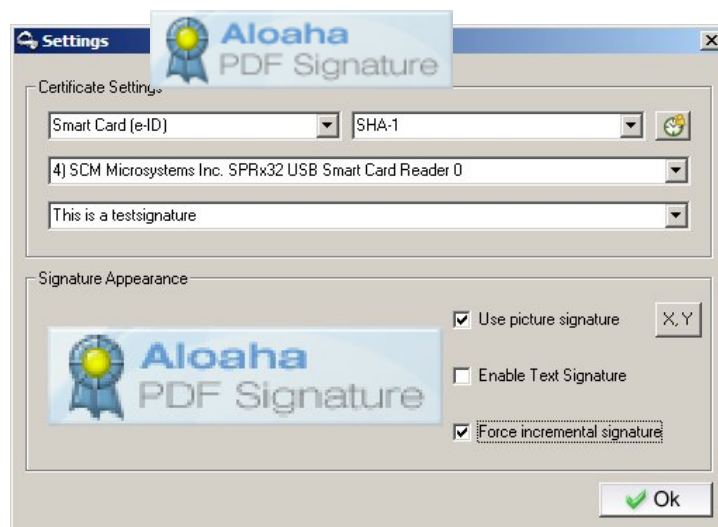 Settings
Aloaha
PDF Signature
Certificate Settings
Smart Card (e-ID)
SHA-1
4) SCM Microsystems Inc. SPRx32 USB Smart Card Reader 0
This is a testsignature
Signature Appearance
Aloaha
PDF Signature
Use picture signature
X,Y
Enable Text Signature
Force incremental signature
Ok